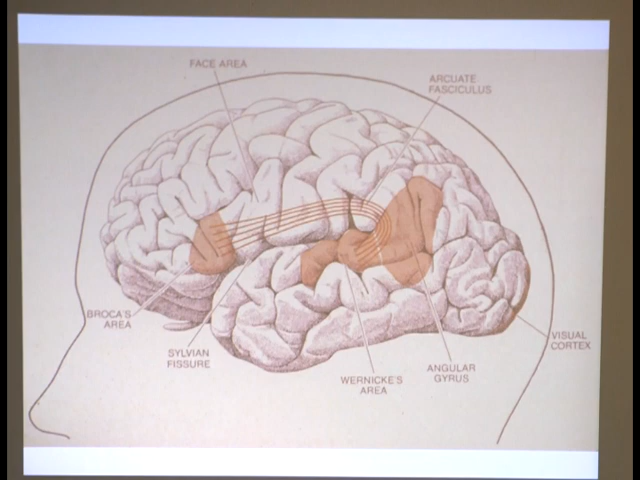 FACE AREA
ARCUATE
FASCICULUS
BROCA'S
AREA
SYLVIAN
FISSURE
WERNICKE'S
AREA
ANGULAR
GYRUS
VISUAL
CORTEX